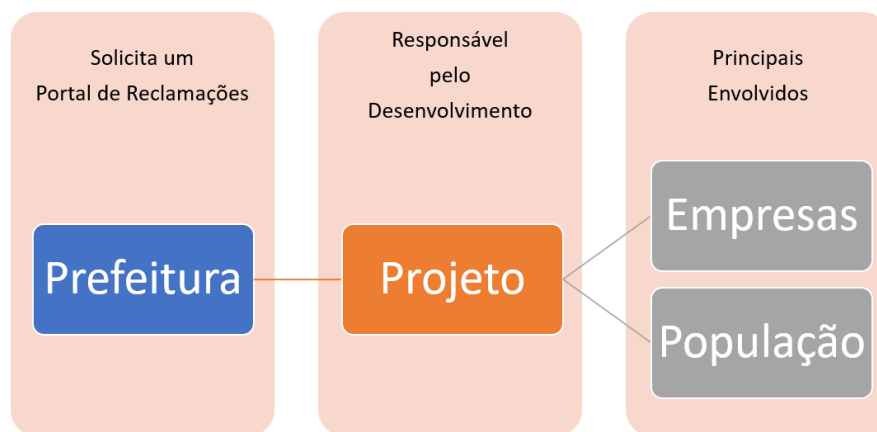 Solicita um
Portal de Reclamações
Prefeitura
Responsável
pelo
Desenvolvimento
Projeto
Principais
Envolvidos
Empresas
População